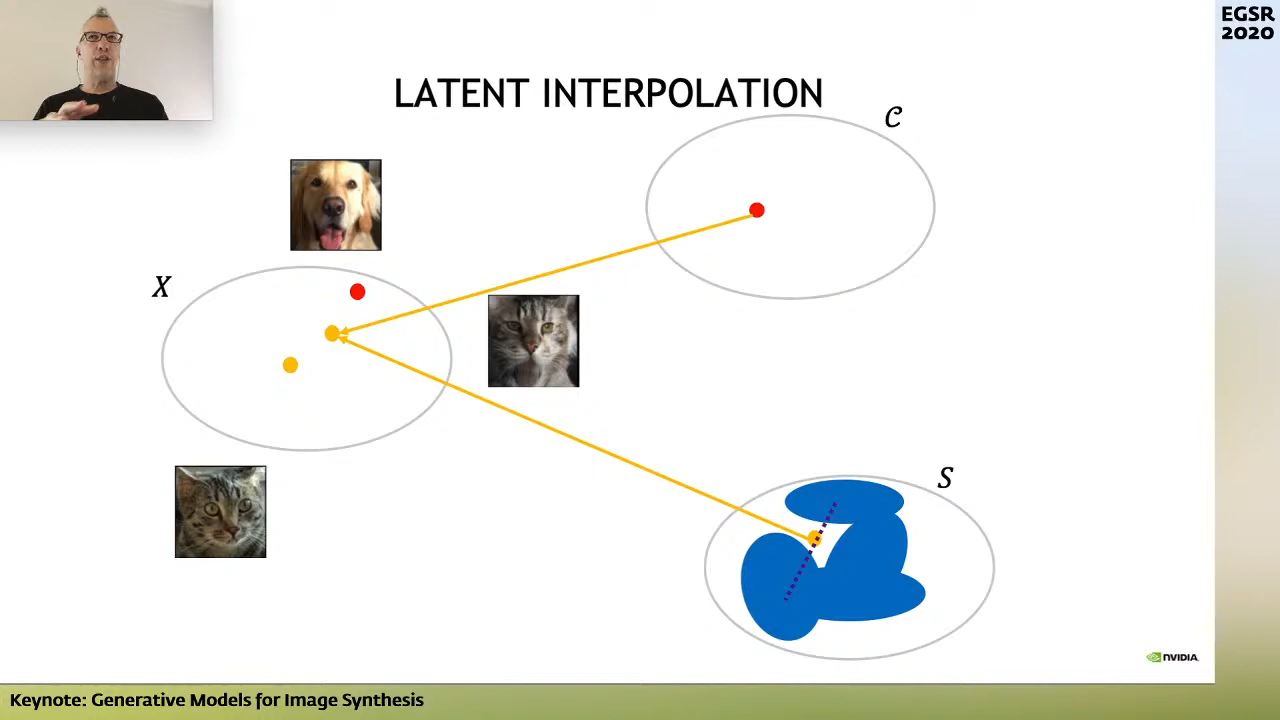 EGSR
2020
LATENT INTERPOLATION
𝒞
X
S
NVIDIA.
Keynote: Generative Models for Image Synthesis